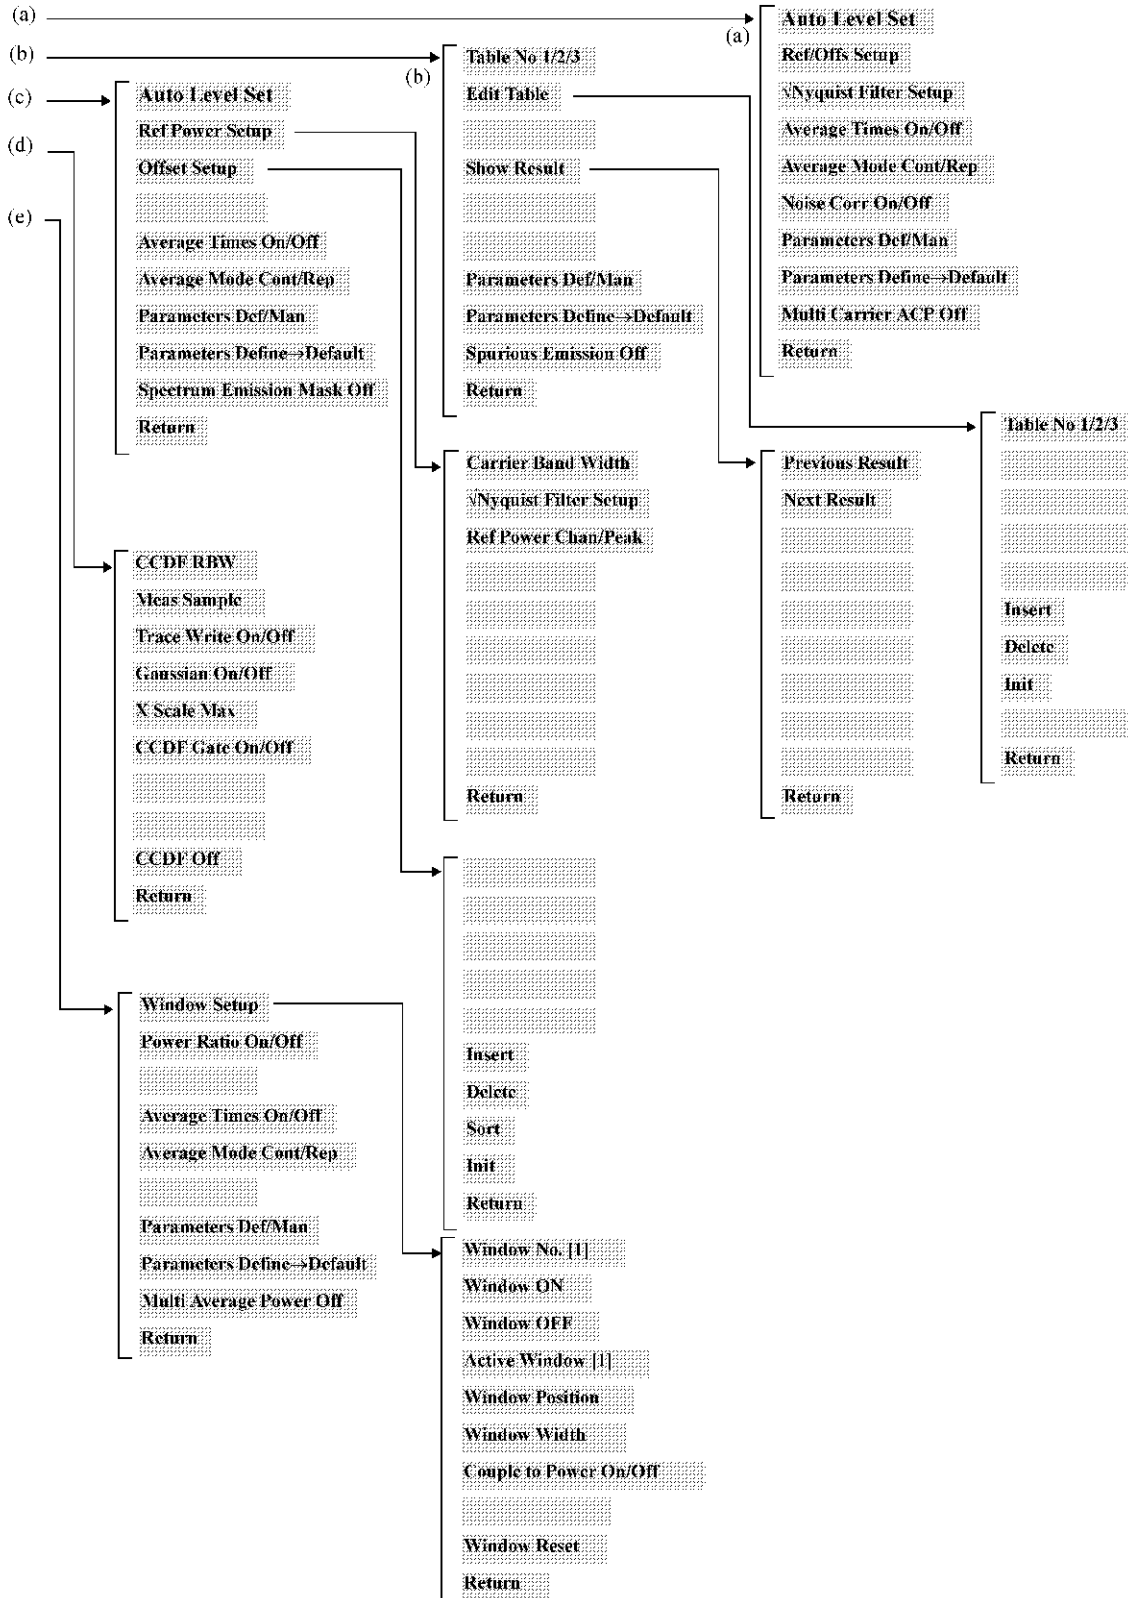 (a)
Auto Level Set
(a)
Ref/Offs Setup
√Nyquist Filter Setup
Average Times On/Off
Average Mode Cont/Rep
Noise Corr On/Off
Parameters Def/Man
Parameters Define→Default
Multi Carrier ACP Off
Return
(b)
(b)
Table No 1/2/3
Edit Table
Show Result
Parameters Def/Man
Parameters Define→Default
Spurious Emission Off
Return
(c)
Auto Level Set
Ref Power Setup
Offset Setup
Average Times On/Off
Average Mode Cont/Rep
Parameters Def/Man
Parameters Define→Default
Spectrum Emission Mask Off
Return
(d)
(e)
Table No 1/2/3
Insert
Delete
Init
Return
Previous Result
Next Result
Return
Carrier Band Width
√Nyquist Filter Setup
Ref Power Chan/Peak
Return
CCDF RBW
Meas Sample
Trace Write On/Off
Gaussian On/Off
X Scale Max
CCDF Gate On/Off
CCDF Off
Return
Insert
Delete
Sort
Init
Return
Window Setup
Power Ratio On/Off
Average Times On/Off
Average Mode Cont/Rep
Parameters Def/Man
Parameters Define→Default
Multi Average Power Off
Return
Window No. [1]
Window ON
Window OFF
Active Window [1]
Window Position
Window Width
Couple to Power On/Off
Window Reset
Return